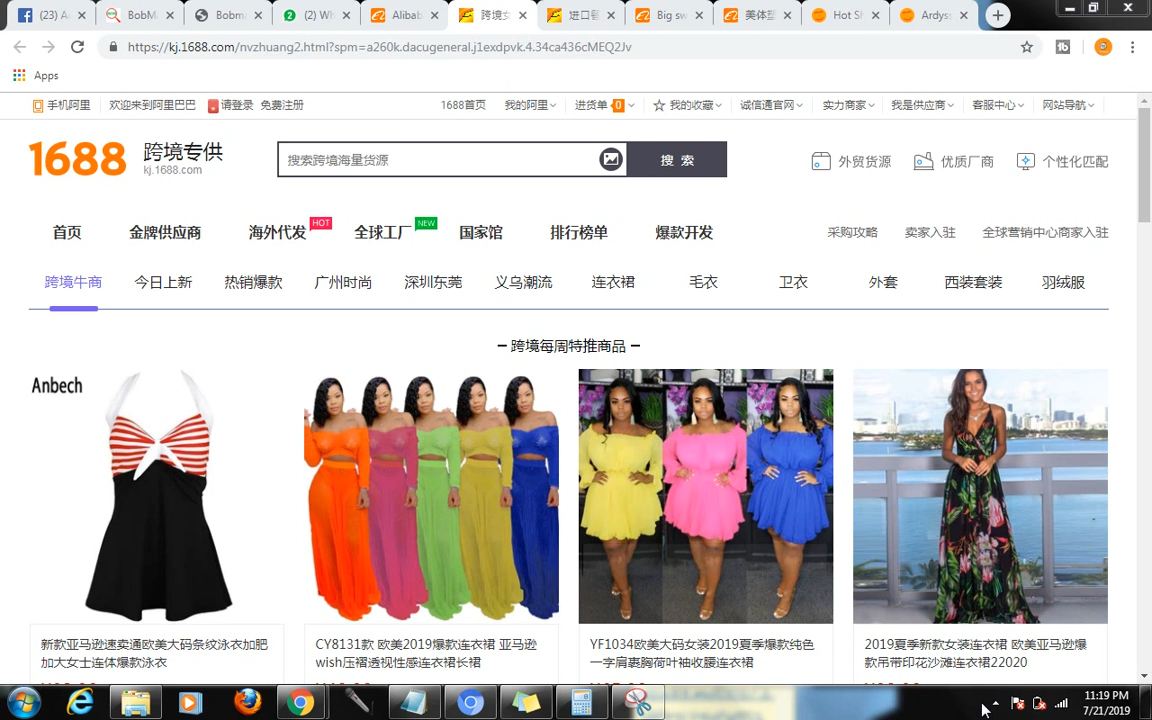 (23) A
BobM
Bobm
(2) Wh
Alibab
跨境女
进口
Big sw
美体塑
Hot S
Ardyss
https://kj.1688.com/nvzhuang2.html?spm=a260k.dacugeneral.j1exdpvk.4.34ca436cMEQ2Jv
Apps
手机阿里 欢迎来到阿里巴巴 请登录 免费注册 1688首页 我的阿里 进货单 0 我的收藏 诚信通官网 实力商家 我是供应商 客服中心 网站导航
1688 跨境专供
kj.1688.com
搜索跨境海量货源 搜 索
外贸货源 优质厂商 个性化匹配
首页 金牌供应商 海外代发 HOT 全球工厂 NEW 国家馆 排行榜单 爆款开发 采购攻略 卖家入驻 全球营销中心商家入驻
跨境牛商 今日上新 热销爆款 广州时尚 深圳东莞 义乌潮流 连衣裙 毛衣 卫衣 外套 西装套装 羽绒服
– 跨境每周特推商品 –
Anbech
新款亚马逊速卖通欧美大码条纹泳衣加肥
加大女士连体爆款泳衣
CY8131款 欧美2019爆款连衣裙 亚马逊
wish压褶透视性感连衣裙长裙
YF1034欧美大码女装2019夏季爆款纯色
一字肩裹胸荷叶袖收腰连衣裙
2019夏季新款女装连衣裙 欧美亚马逊爆
款吊带印花沙滩连衣裙22020
11:19 PM
7/21/2019